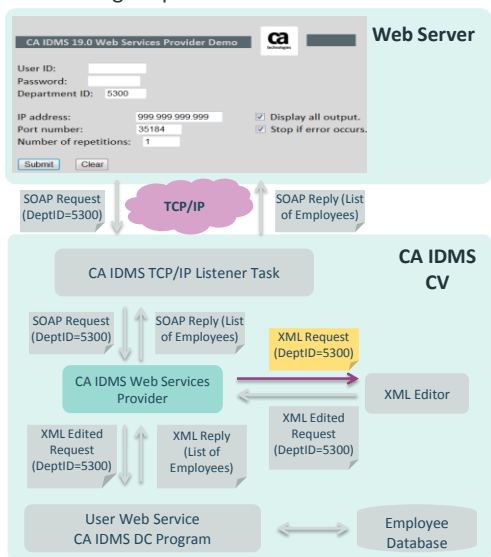 CA IDMS 19.0 Web Services Provider Demo
ca
technologies
Web Server
User ID:
Password:
Department ID: 5300
IP address: 999.999.999.999
Display all output.
Port number: 35184
Stop if error occurs.
Number of repetitions: 1
Submit
Clear
SOAP Request
(DeptID=5300)
TCP/IP
SOAP Reply (List
of Employees)
CA IDMS
CV
CA IDMS TCP/IP Listener Task
SOAP Request
(DeptID=5300)
SOAP Reply (List
of Employees)
XML Request
(DeptID=5300)
CA IDMS Web Services
Provider
XML Editor
XML Edited
Request
(DeptID=5300)
XML Reply
(List of
Employees)
XML Edited
Request
(DeptID=5300)
User Web Service
CA IDMS DC Program
Employee
Database